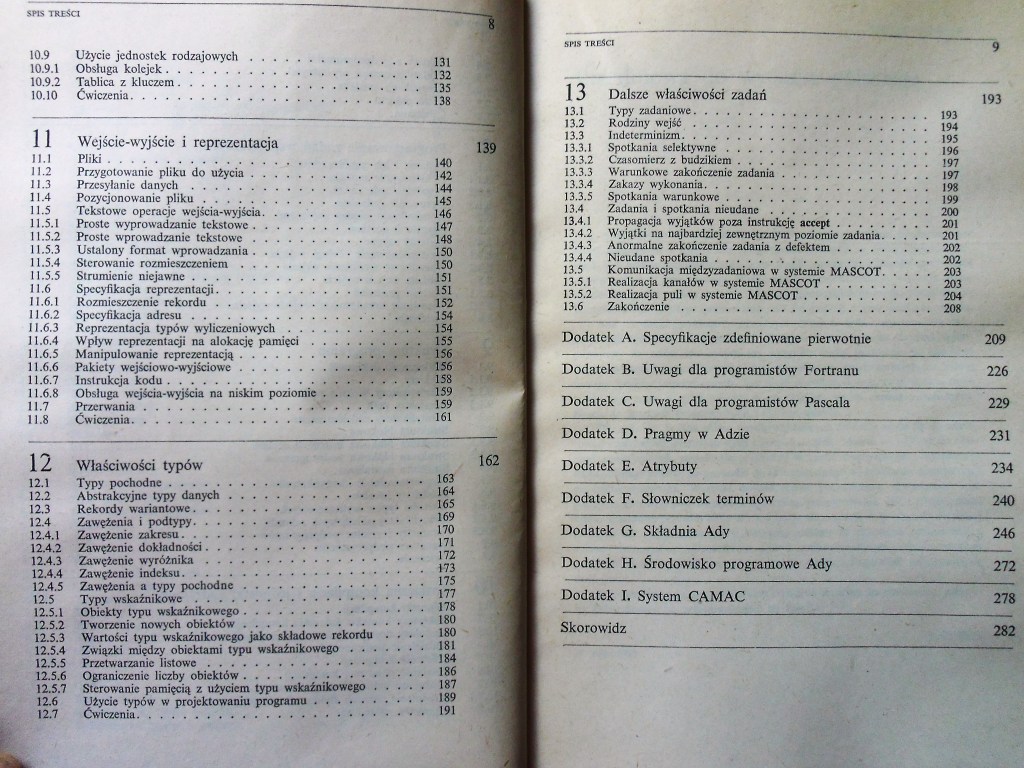 SPIS TREŚCI 8
10.9 Użycie jednostek rodzajowych 131
10.9.1 Obsługa kolejek 132
10.9.2 Tablica z kluczem 135
10.10 Ćwiczenia 138
11 Wejście-wyjście i reprezentacja 139
11.1 Pliki 140
11.2 Przygotowanie pliku do użycia 142
11.3 Przesyłanie danych 144
11.4 Pozycjonowanie pliku 145
11.5 Tekstowe operacje wejścia-wyjścia 146
11.5.1 Proste wyprowadzanie tekstowe 147
11.5.2 Proste wprowadzanie tekstowe 148
11.5.3 Ustalony format wprowadzania 150
11.5.4 Sterowanie rozmieszczeniem 150
11.5.5 Strumienie niejawne 151
11.6 Specyfikacja reprezentacji 151
11.6.1 Rozmieszczenie rekordu 152
11.6.2 Specyfikacja adresu 154
11.6.3 Reprezentacja typów wyliczeniowych 154
11.6.4 Wpływ reprezentacji na alokację pamięci 155
11.6.5 Manipulowanie reprezentacją 156
11.6.6 Pakiety wejściowo-wyjściowe 156
11.6.7 Instrukcja kodu 158
11.6.8 Obsługa wejścia-wyjścia na niskim poziomie 159
11.7 Przerwania 159
11.8 Ćwiczenia 161
12 Właściwości typów 162
12.1 Typy pochodne 163
12.2 Abstrakcyjne typy danych 164
12.3 Rekordy wariantowe 165
12.4 Zawężenia i podtypy 169
12.4.1 Zawężenie zakresu 170
12.4.2 Zawężenie dokładności 171
12.4.3 Zawężenie wyróżnika 172
12.4.4 Zawężenie indeksu 173
12.4.5 Zawężenia a typy pochodne 175
12.5 Typy wskaźnikowe 177
12.5.1 Obiekty typu wskaźnikowego 178
12.5.2 Tworzenie nowych obiektów 180
12.5.3 Wartości typu wskaźnikowego jako składowe rekordu 180
12.5.4 Związki między obiektami typu wskaźnikowego 181
12.5.5 Przetwarzanie listowe 184
12.5.6 Ograniczenie liczby obiektów 186
12.5.7 Sterowanie pamięcią z użyciem typu wskaźnikowego 187
12.6 Użycie typów w projektowaniu programu 189
12.7 Ćwiczenia 191
SPIS TREŚCI 9
13 Dalsze właściwości zadań 193
13.1 Typy zadaniowe 193
13.2 Rodziny wejść 194
13.3 Indeterminizm 195
13.3.1 Spotkania selektywne 196
13.3.2 Czasomierz z budzikiem 197
13.3.3 Warunkowe zakończenie zadania 197
13.3.4 Zakazy wykonania 198
13.3.5 Spotkania warunkowe 199
13.4 Zadania i spotkania nieudane 200
13.4.1 Propagacja wyjątków poza instrukcję accept 201
13.4.2 Wyjątki na najbardziej zewnętrznym poziomie zadania 201
13.4.3 Anormalne zakończenie zadania z defektem 202
13.4.4 Nieudane spotkania 202
13.5 Komunikacja międzyzadaniowa w systemie MASCOT 203
13.5.1 Realizacja kanałów w systemie MASCOT 203
13.5.2 Realizacja puli w systemie MASCOT 204
13.6 Zakończenie 208
Dodatek A. Specyfikacje zdefiniowane pierwotnie 209
Dodatek B. Uwagi dla programistów Fortranu 226
Dodatek C. Uwagi dla programistów Pascala 229
Dodatek D. Pragmy w Adzie 231
Dodatek E. Atrybuty 234
Dodatek F. Słowniczek terminów 240
Dodatek G. Składnia Ady 246
Dodatek H. Środowisko programowe Ady 272
Dodatek I. System CAMAC 278
Skorowidz 282